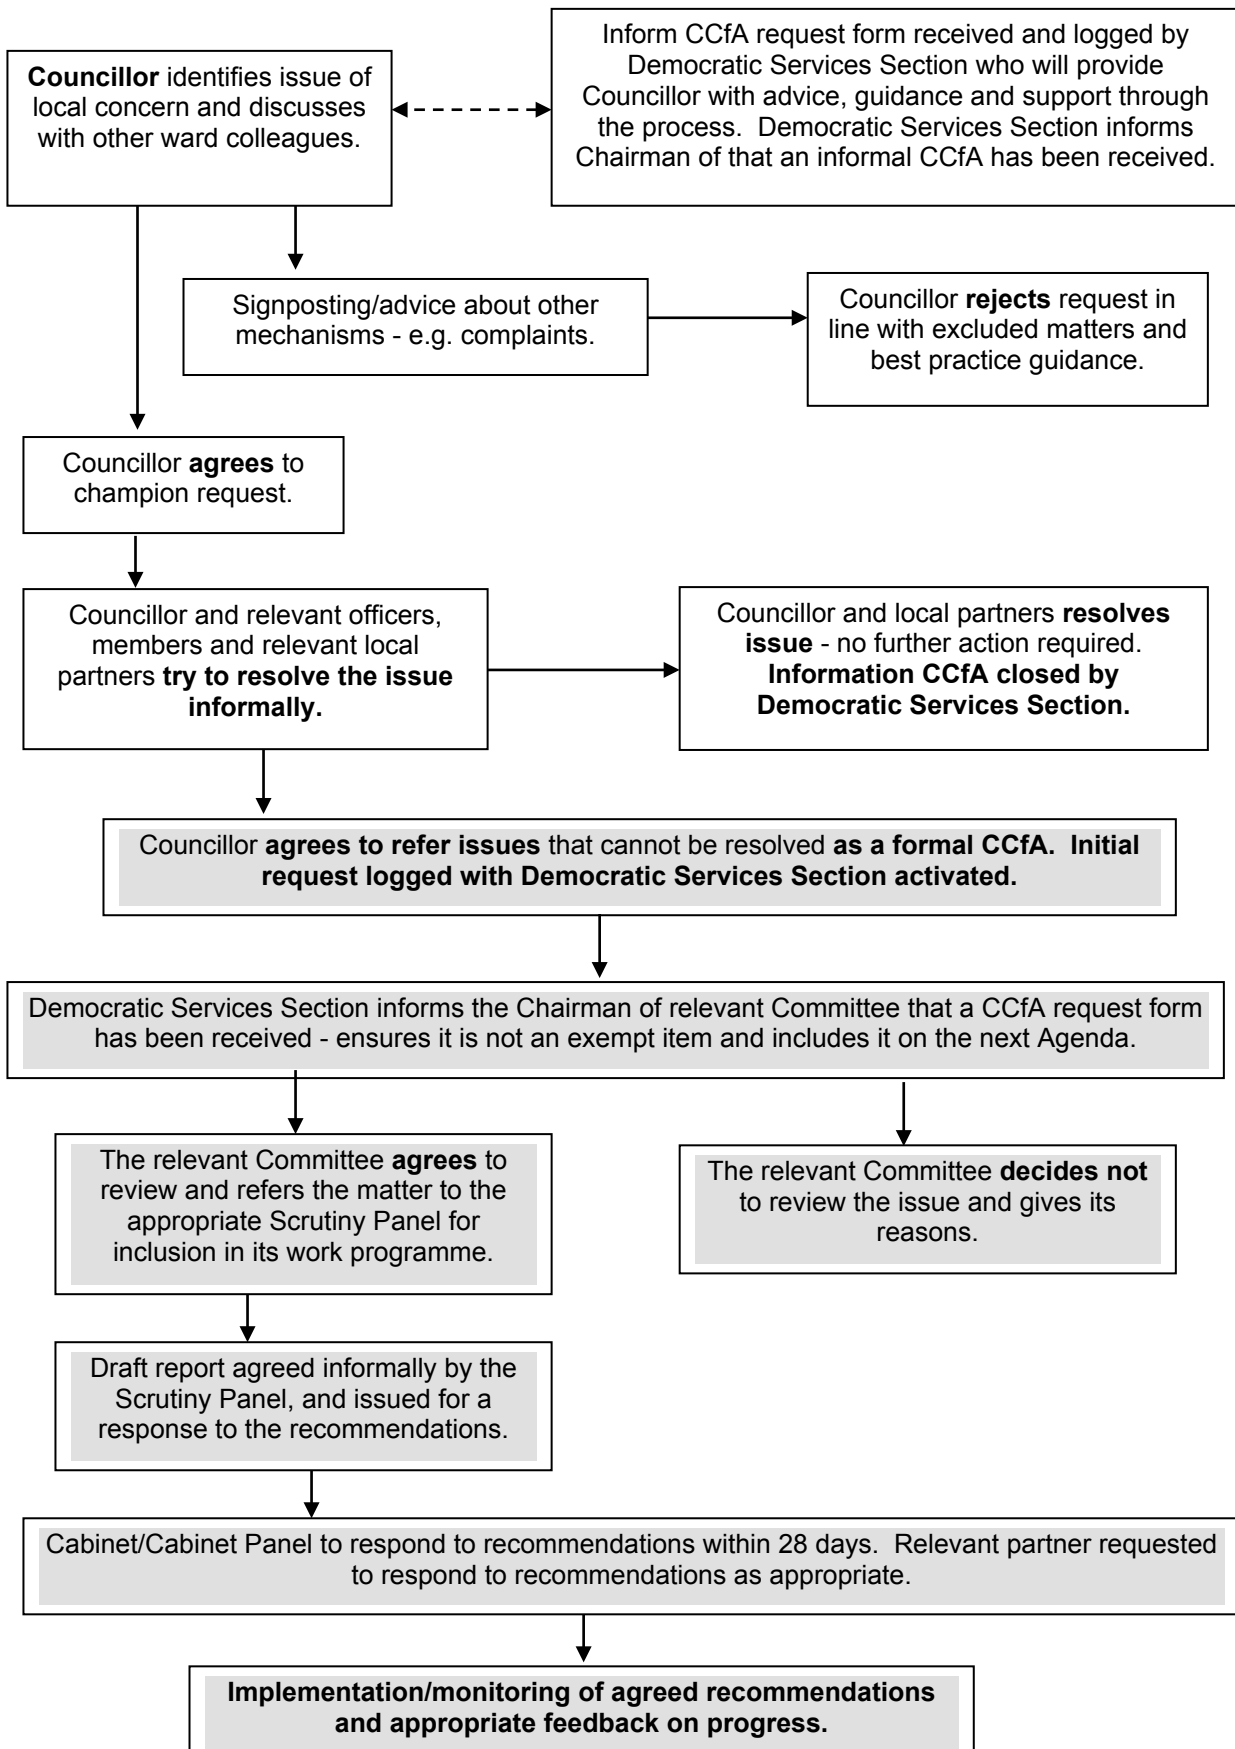 Councillor identifies issue of
local concern and discusses
with other ward colleagues.
Inform CCfA request form received and logged by
Democratic Services Section who will provide
Councillor with advice, guidance and support through
the process.  Democratic Services Section informs
Chairman of that an informal CCfA has been received.
Signposting/advice about other
mechanisms - e.g. complaints.
Councillor rejects request in
line with excluded matters and
best practice guidance.
Councillor agrees to
champion request.
Councillor and relevant officers,
members and relevant local
partners try to resolve the issue
informally.
Councillor and local partners resolves
issue - no further action required.
Information CCfA closed by
Democratic Services Section.
Councillor agrees to refer issues that cannot be resolved as a formal CCfA.  Initial
request logged with Democratic Services Section activated.
Democratic Services Section informs the Chairman of relevant Committee that a CCfA request form
has been received - ensures it is not an exempt item and includes it on the next Agenda.
The relevant Committee agrees to
review and refers the matter to the
appropriate Scrutiny Panel for
inclusion in its work programme.
The relevant Committee decides not
to review the issue and gives its
reasons.
Draft report agreed informally by the
Scrutiny Panel, and issued for a
response to the recommendations.
Cabinet/Cabinet Panel to respond to recommendations within 28 days.  Relevant partner requested
to respond to recommendations as appropriate.
Implementation/monitoring of agreed recommendations
and appropriate feedback on progress.